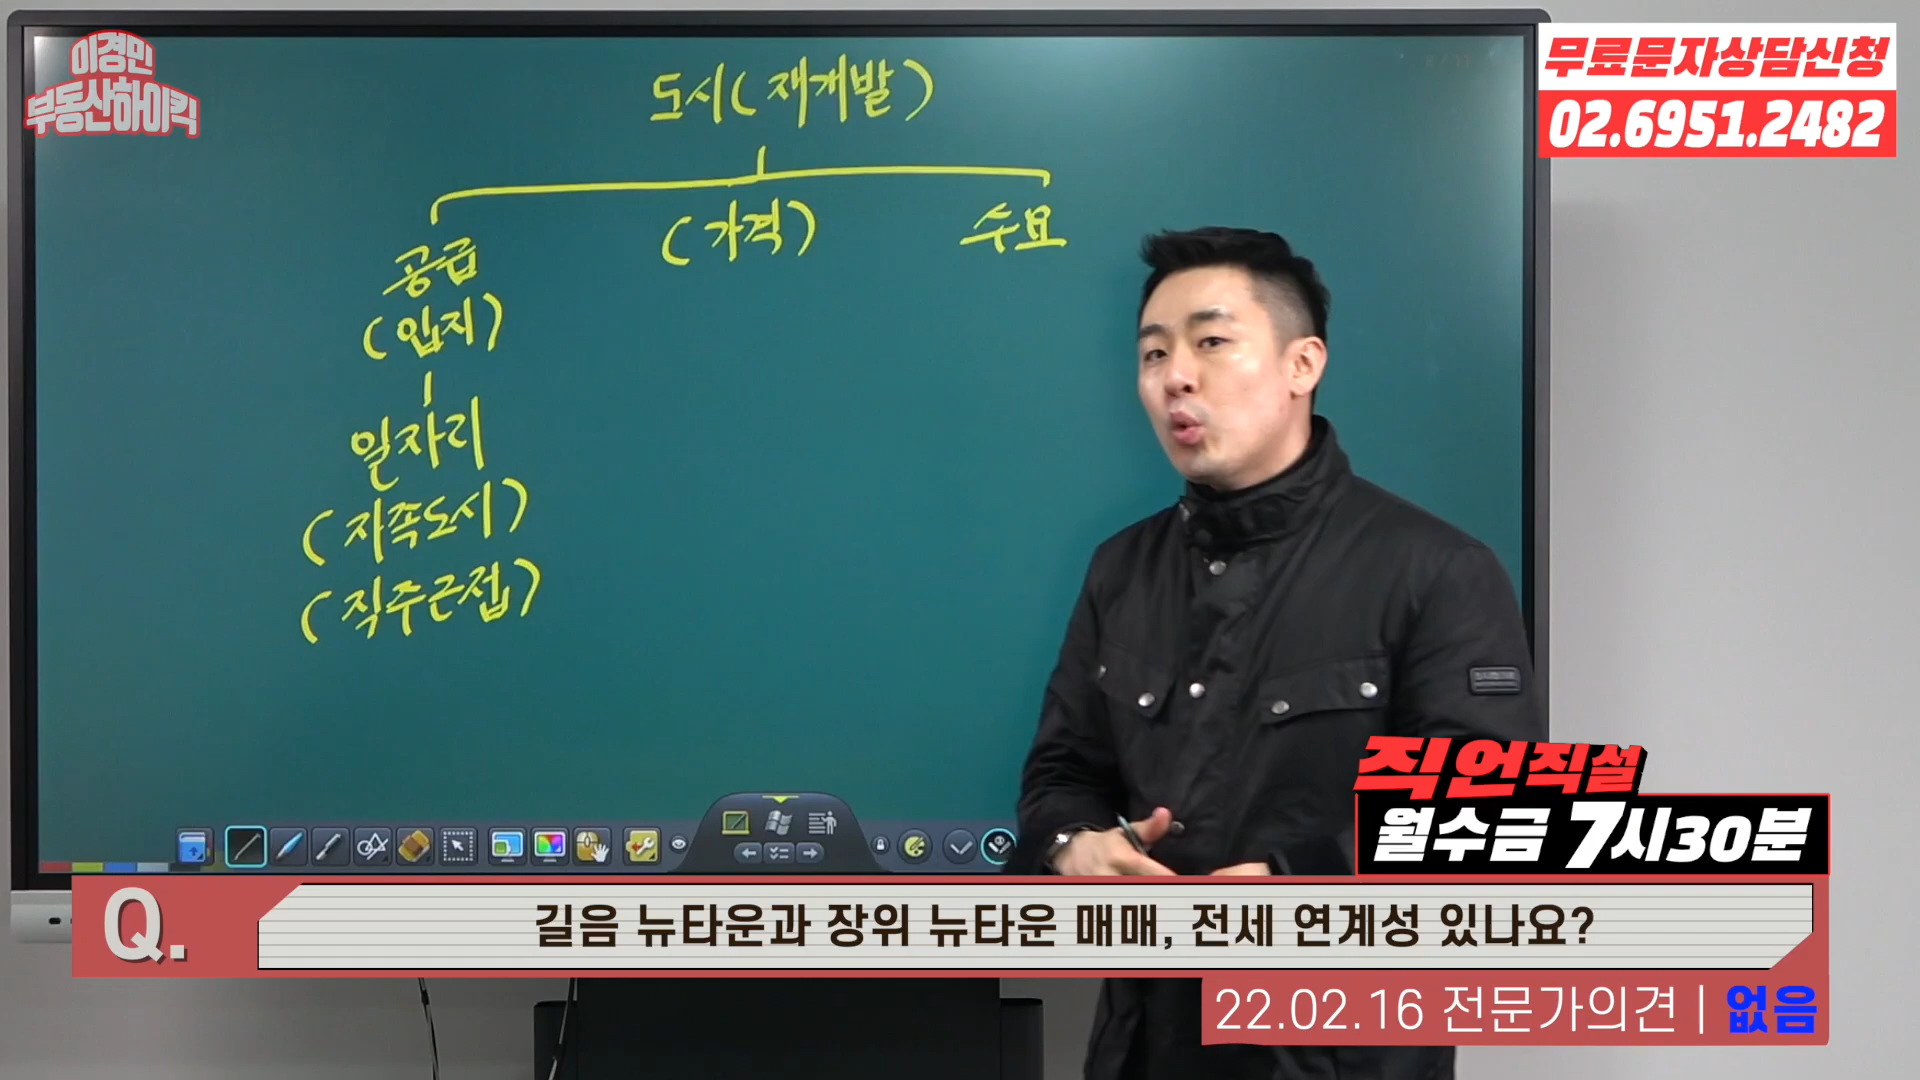 이경민
부동산하이킥
무료문자상담신청
02.6951.2482
도시(재개발)
공급
(가격)
수요
(입지)
일자리
(자족도시)
(직주근접)
직언직설
월수금 7시30분
Q.
길음 뉴타운과 장위 뉴타운 매매, 전세 연계성 있나요?
22.02.16 전문가의견 | 없음